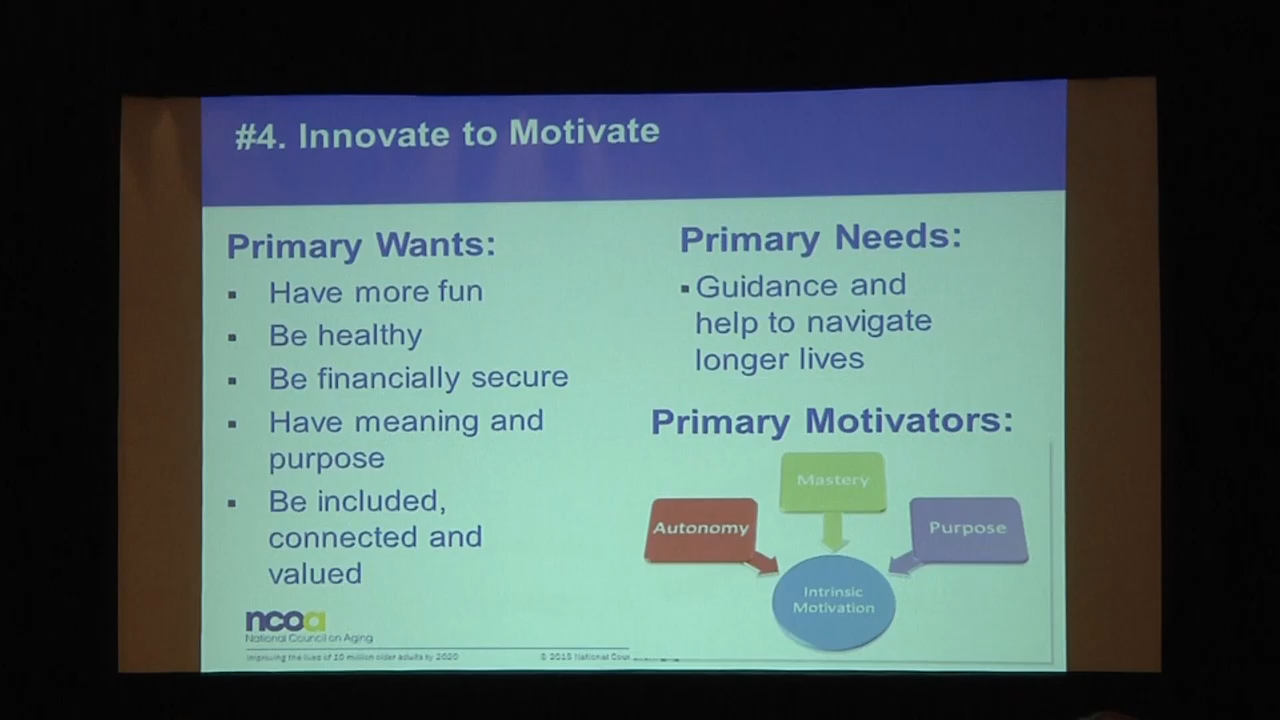 #4. Innovate to Motivate
Primary Wants:
▪ Have more fun
▪ Be healthy
▪ Be financially secure
▪ Have meaning and
purpose
▪ Be included,
connected and
valued
Primary Needs:
▪ Guidance and
help to navigate
longer lives
Primary Motivators:
Mastery
Autonomy
Purpose
Intrinsic
Motivation
ncoa
National Council on Aging
Improving the lives of 10 million older adults by 2020
© 2015 National